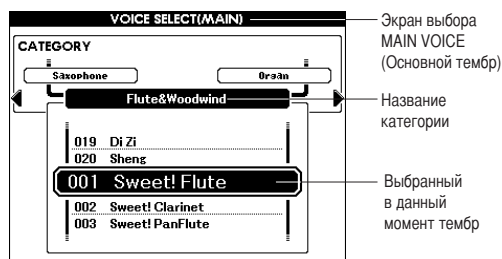 VOICE SELECT(MAIN)
CATEGORY
Saxophone
Organ
Flute&Woodwind
019 Di Zi
020 Sheng
001 Sweet! Flute
002 Sweet! Clarinet
003 Sweet! PanFlute
Экран выбора
MAIN VOICE
(Основной тембр)
Название
категории
Выбранный
в данный
момент тембр